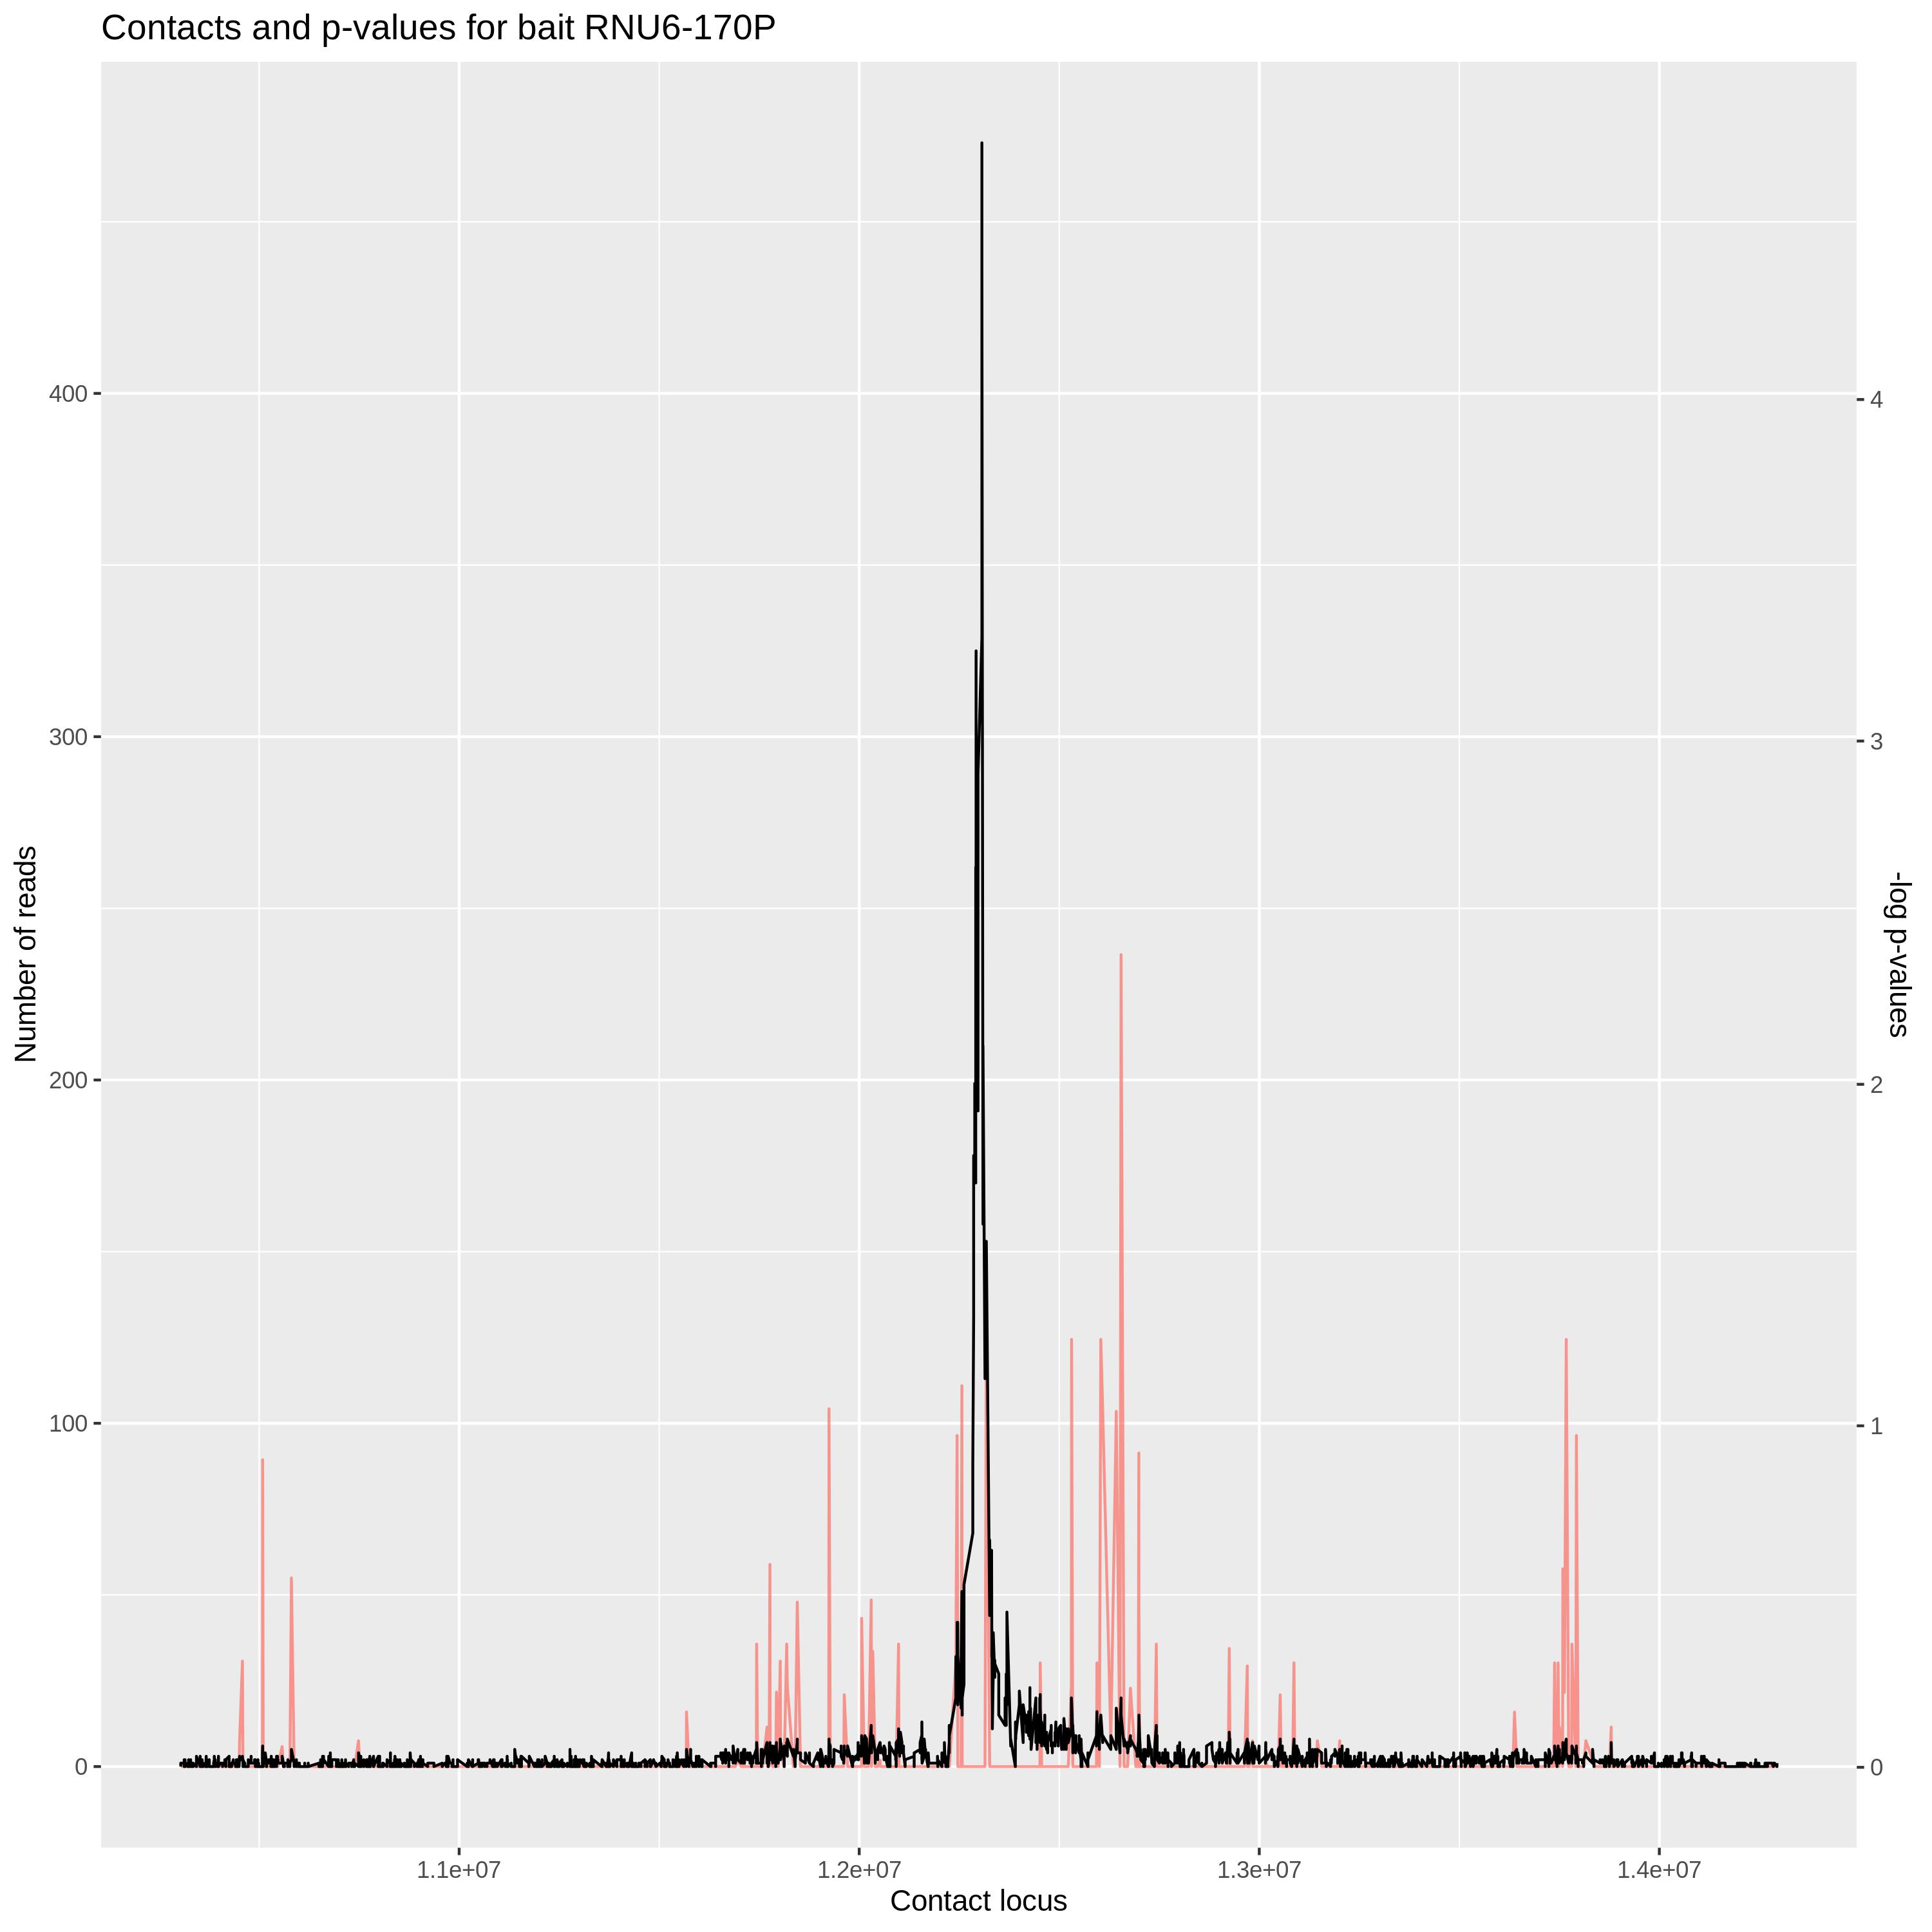 Contacts and p-values for bait RNU6-170P
Number of reads
400
300
200
100
0
4
3
2
1
0
-log p-values
1.1e+07
1.2e+07
1.3e+07
1.4e+07
Contact locus